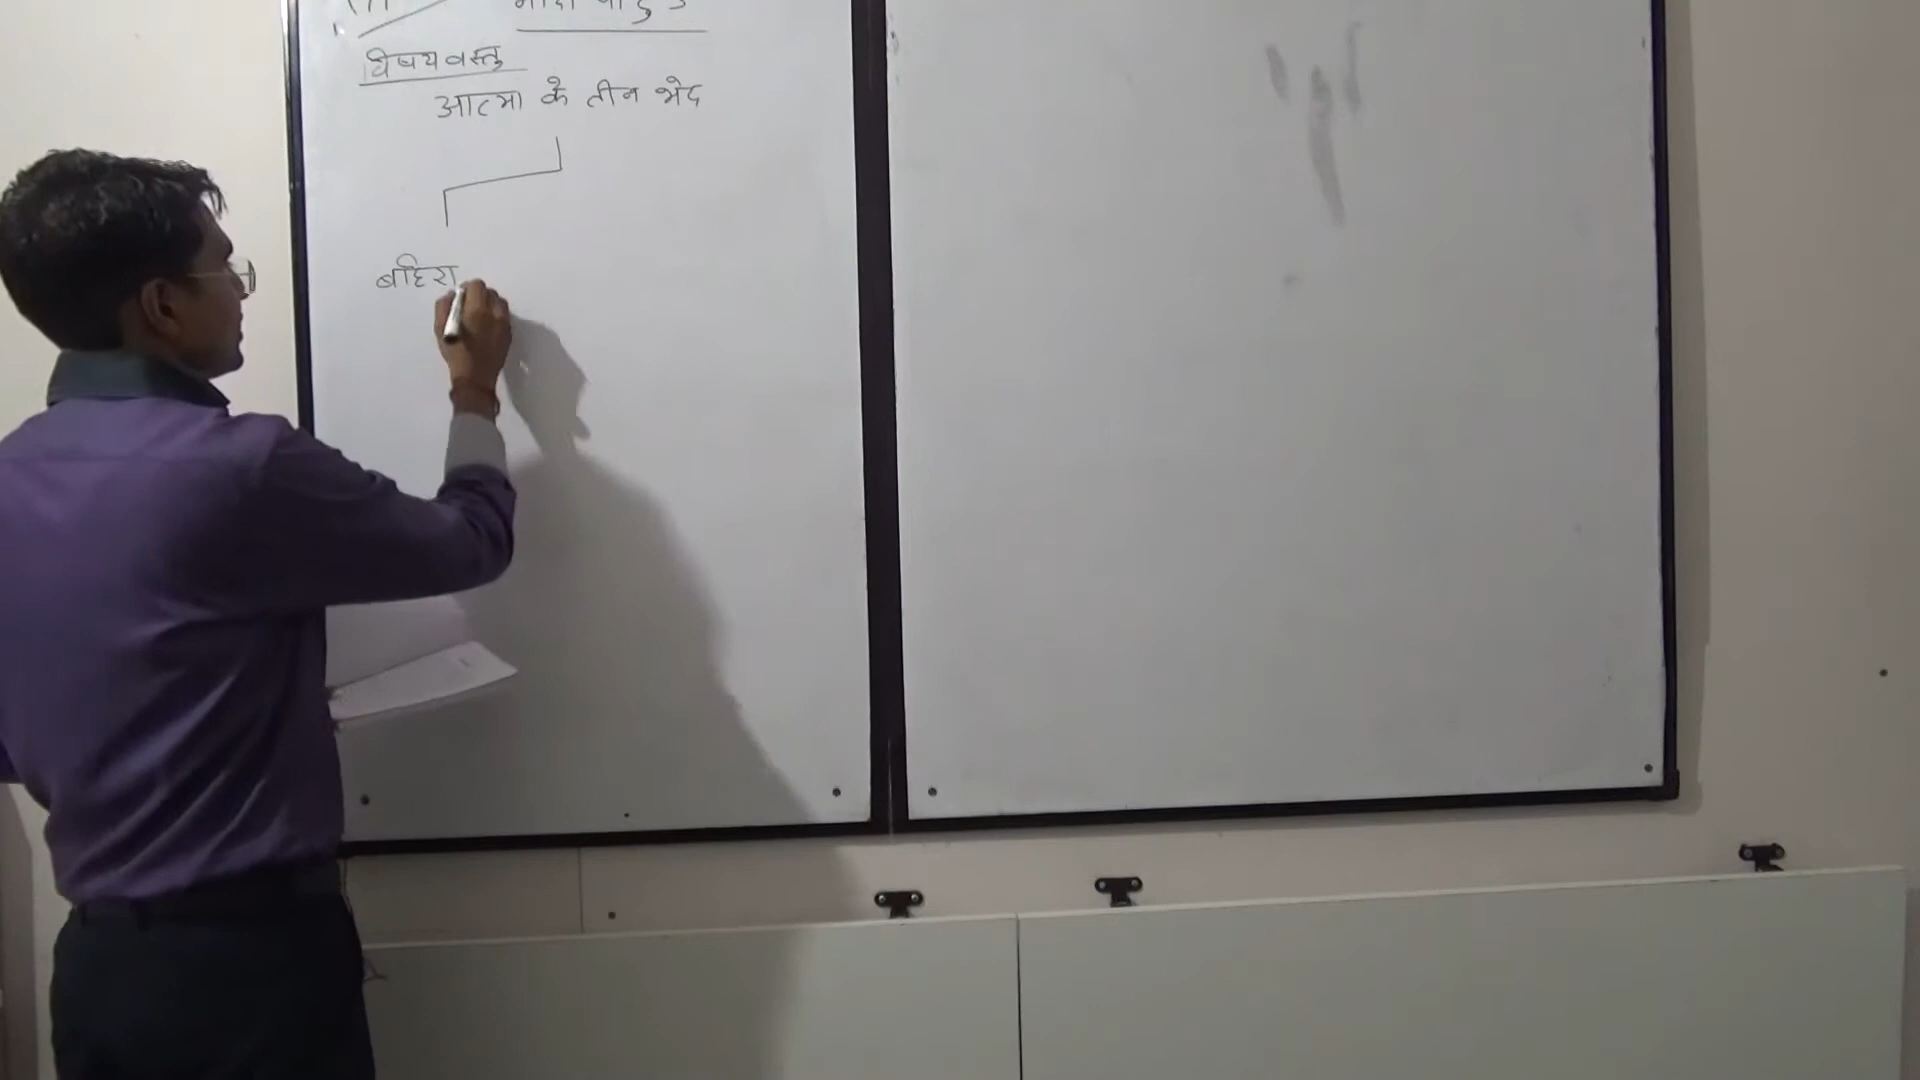 विषयवस्तु
आत्मा के तीन भेद
बहिरा